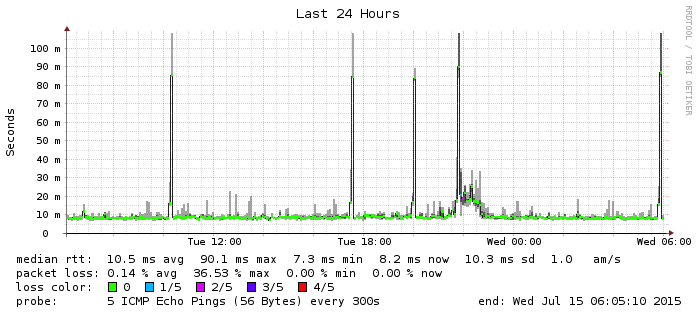 Last 24 Hours
RRDTOOL / TOBI OETIKER
Seconds
100 m
90 m
80 m
70 m
60 m
50 m
40 m
30 m
20 m
10 m
0
Tue 12:00 Tue 18:00 Wed 00:00 Wed 06:00
median rtt: 10.5 ms avg 90.1 ms max 7.3 ms min 8.2 ms now 10.3 ms sd 1.0 am/s
packet loss: 0.14 % avg 36.53 % max 0.00 % min 0.00 % now
loss color: 0 1/5 2/5 3/5 4/5
probe: 5 ICMP Echo Pings (56 Bytes) every 300s end: Wed Jul 15 06:05:10 2015